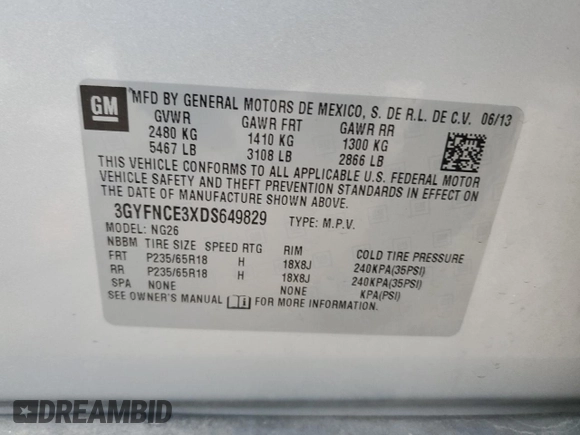 GM
MFD BY GENERAL MOTORS DE MEXICO, S. DE R.L. DE C.V. 06/13
GVWR GAWR FRT GAWR RR
2480 KG 1410 KG 1300 KG
5467 LB 3108 LB 2866 LB
THIS VEHICLE CONFORMS TO ALL APPLICABLE U.S. FEDERAL MOTOR
VEHICLE SAFETY AND THEFT PREVENTION STANDARDS IN EFFECT ON
THE DATE OF MANUFACTURE SHOWN ABOVE.
3GYFNCE3XDS649829 TYPE: M.P.V.
MODEL: NG26
NBBM TIRE SIZE SPEED RTG RIM COLD TIRE PRESSURE
FRT P235/65R18 H 18X8J 240KPA(35PSI)
RR P235/65R18 H 18X8J 240KPA(35PSI)
SPA NONE NONE KPA(PSI)
SEE OWNER'S MANUAL FOR MORE INFORMATION.
DREAMBID